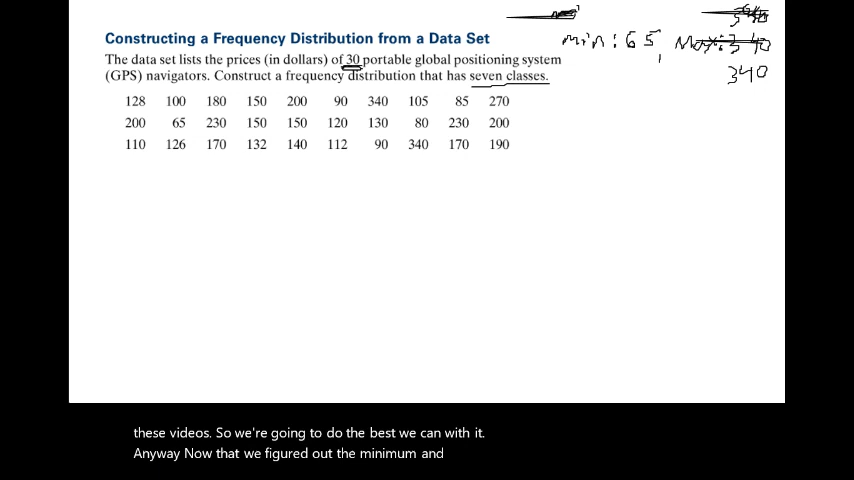 Constructing a Frequency Distribution from a Data Set
min: 65, Max: 340
340
The data set lists the prices (in dollars) of 30 portable global positioning system
(GPS) navigators. Construct a frequency distribution that has seven classes.
128 100 180 150 200 90 340 105 85 270
200 65 230 150 150 120 130 80 230 200
110 126 170 132 140 112 90 340 170 190
these videos. So we're going to do the best we can with it.
Anyway Now that we figured out the minimum and